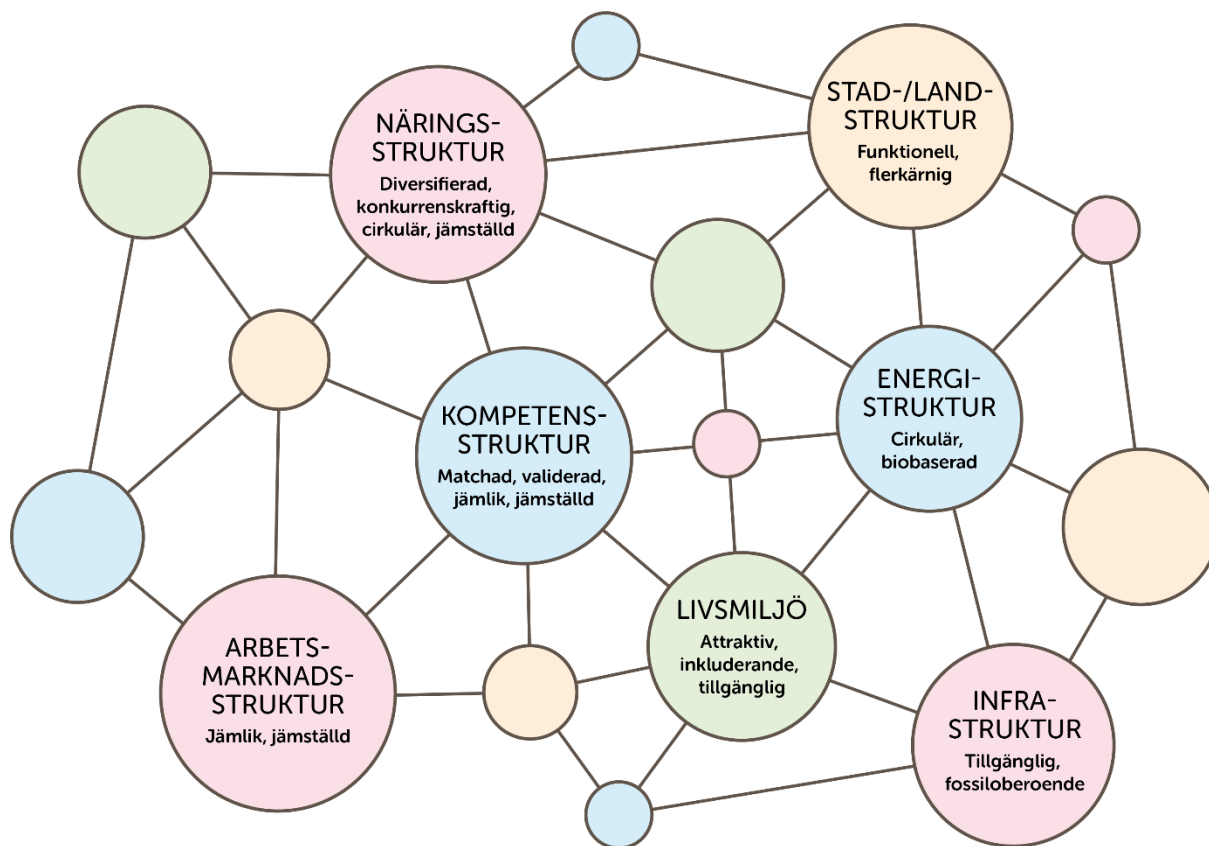 NÄRINGS-
STRUKTUR
Diversifierad,
konkurrenskraftig,
cirkulär, jämställd
STAD-/LAND-
STRUKTUR
Funktionell,
flerkärnig
KOMPETENS-
STRUKTUR
Matchad, validerad,
jämlik, jämställd
ENERGI-
STRUKTUR
Cirkulär,
biobaserad
ARBETS-
MARKNADS-
STRUKTUR
Jämlik, jämställd
LIVSMILJÖ
Attraktiv,
inkluderande,
tillgänglig
INFRA-
STRUKTUR
Tillgänglig,
fossiloberoende